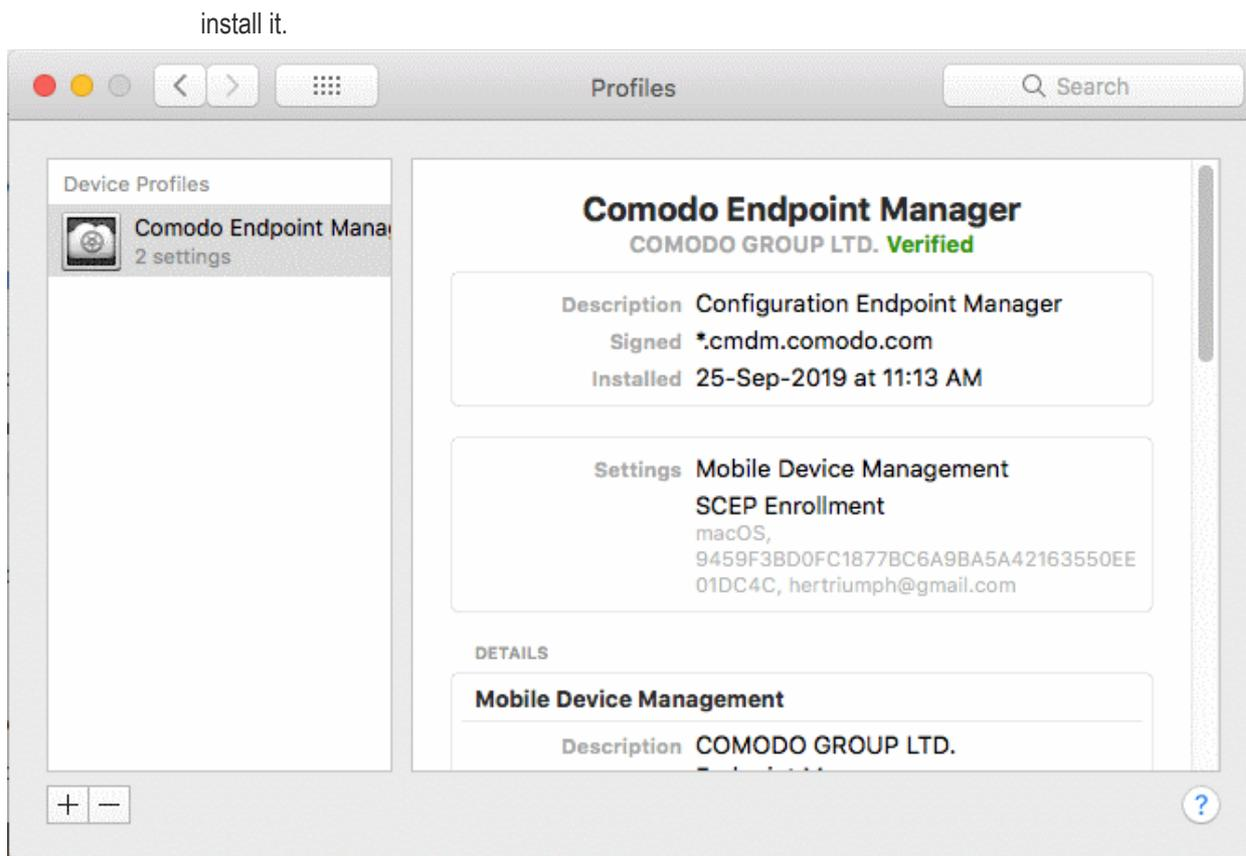 install it.
Profiles
Search
Device Profiles
Comodo Endpoint Mana
2 settings
Comodo Endpoint Manager
COMODO GROUP LTD. Verified
Description Configuration Endpoint Manager
Signed *.cmdm.comodo.com
Installed 25-Sep-2019 at 11:13 AM
Settings Mobile Device Management
SCEP Enrollment
macOS,
9459F3BD0FC1877BC6A9BA5A42163550EE
01DC4C, hertriumph@gmail.com
DETAILS
Mobile Device Management
Description COMODO GROUP LTD.
?